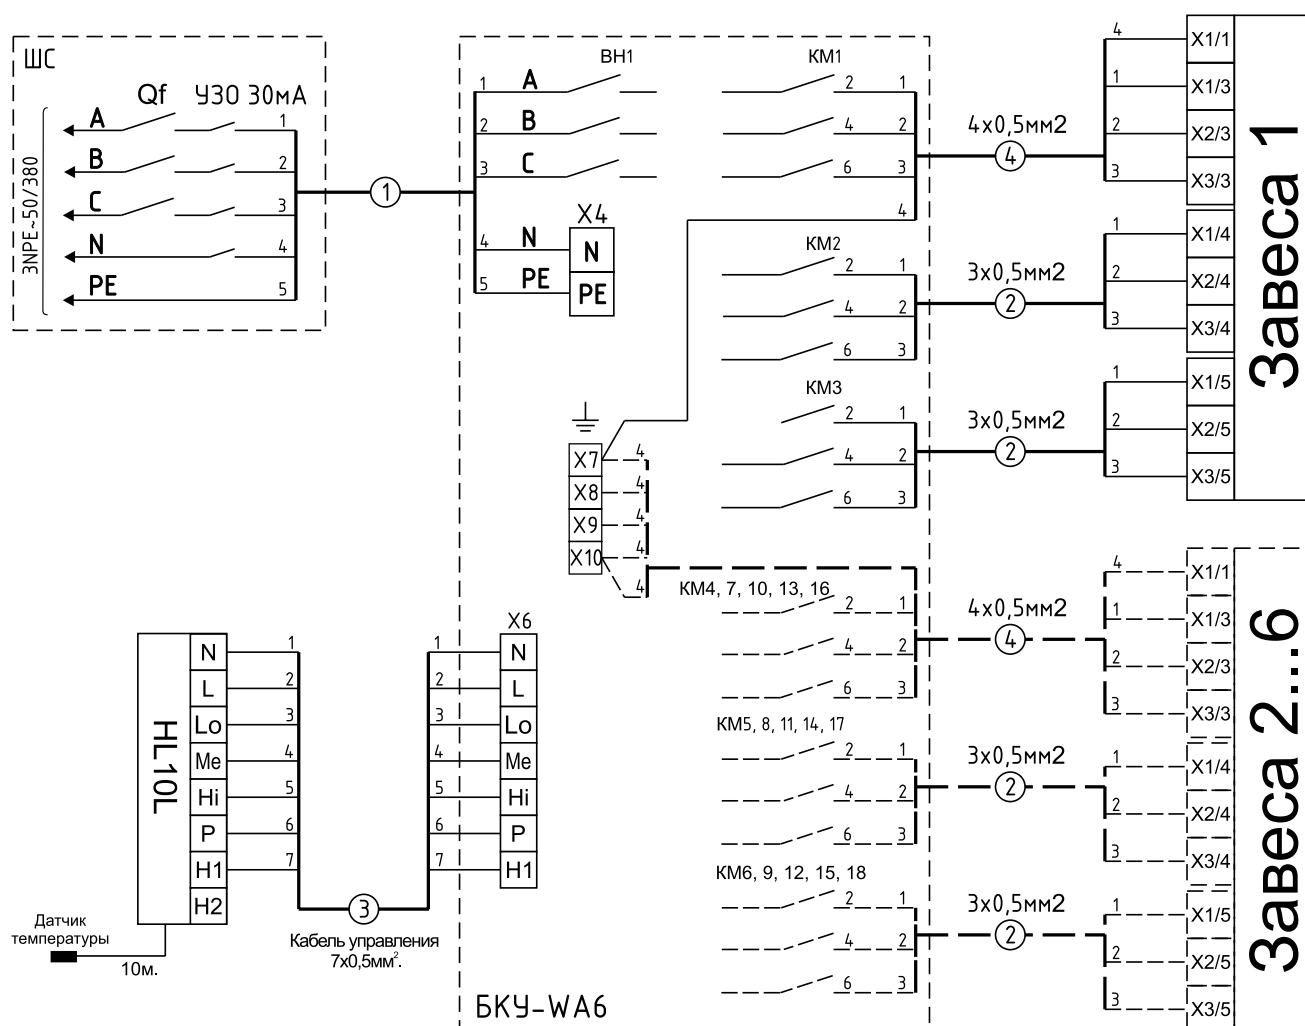 ШС
Qf
УЗО 30мА
3NPE~50/380
A
1
B
2
C
3
N
4
PE
5
1
ВН1
1
A
2
B
3
C
4
N
5
PE
X4
N
PE
КМ1
2
1
4
2
6
3
4
КМ2
2
1
4
2
6
3
КМ3
2
1
4
2
6
3
4х0,5мм2
4
3х0,5мм2
2
3х0,5мм2
2
4
X1/1
1
X1/3
2
X2/3
3
X3/3
1
X1/4
2
X2/4
3
X3/4
1
X1/5
2
X2/5
3
X3/5
Завеса 1
X7
4
X8
4
X9
4
X10
4
4
КМ4, 7, 10, 13, 16
2
1
4
2
6
3
КМ5, 8, 11, 14, 17
2
1
4
2
6
3
КМ6, 9, 12, 15, 18
2
1
4
2
6
3
4х0,5мм2
4
3х0,5мм2
2
3х0,5мм2
2
4
X1/1
1
X1/3
2
X2/3
3
X3/3
1
X1/4
2
X2/4
3
X3/4
1
X1/5
2
X2/5
3
X3/5
Завеса 2...6
HL10L
N
1
L
2
Lo
3
Me
4
Hi
5
P
6
H1
7
H2
Датчик
температуры
10м.
3
Кабель управления
7х0,5мм².
X6
1
N
2
L
3
Lo
4
Me
5
Hi
6
P
7
H1
БКУ-WA6